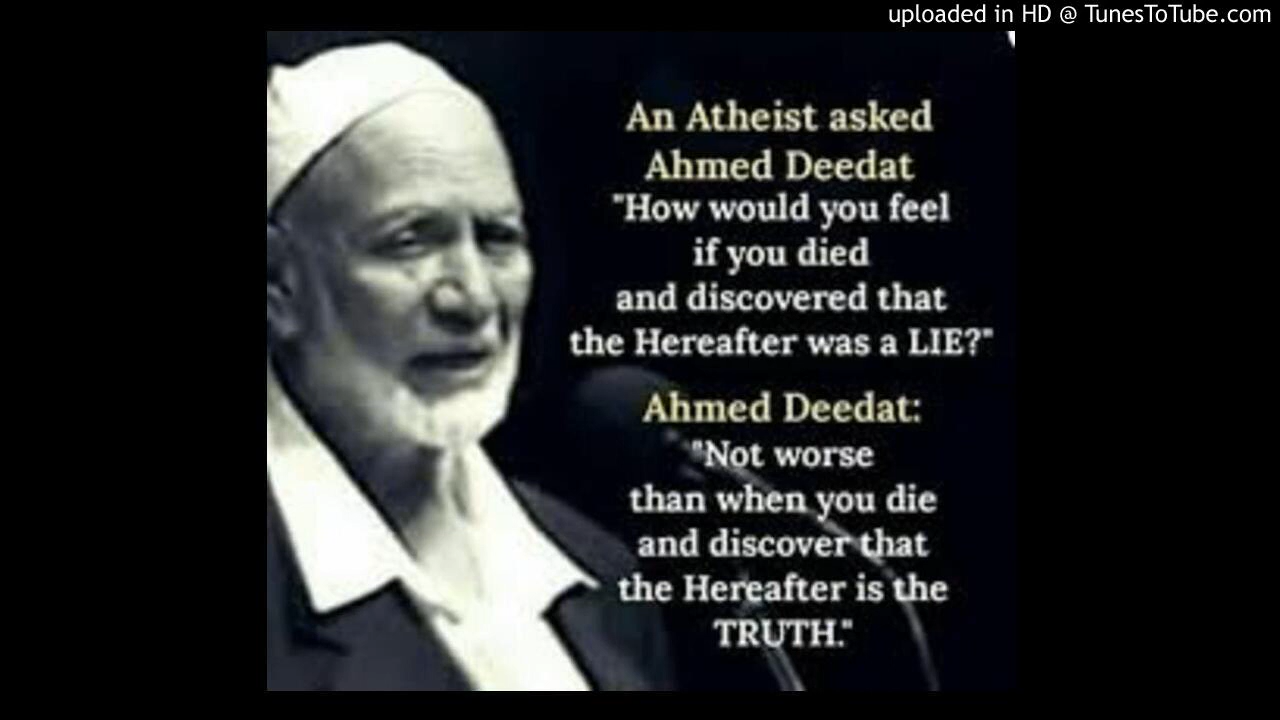 uploaded in HD @ TunesToTube.com
An Atheist asked
Ahmed Deedat
"How would you feel
if you died
and discovered that
the Hereafter was a LIE?"
Ahmed Deedat:
"Not worse
than when you die
and discover that
the Hereafter is the
TRUTH."